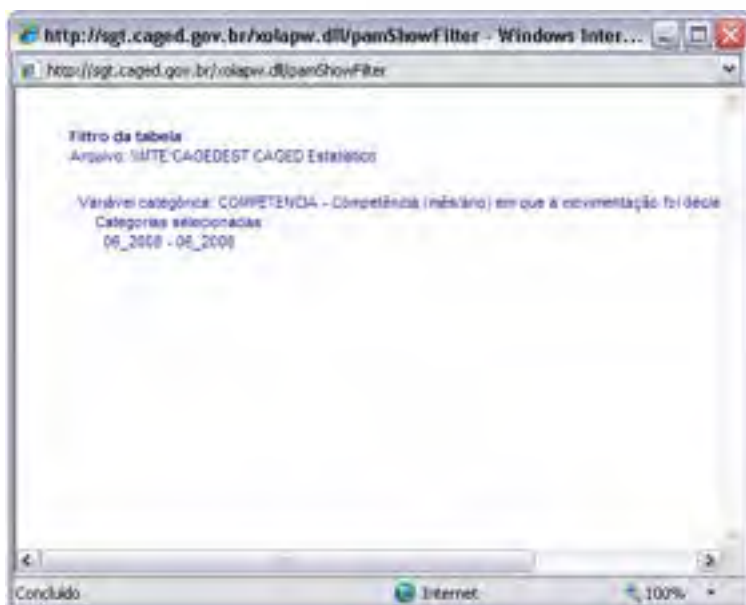 http://sgt.caged.gov.br/xolapw.dll/pamShowFilter - Windows Inter...
http://sgt.caged.gov.br/xolapw.dll/pamShowFilter
Filtro da tabela
Arquivo: \\MTE CAGEDEST CAGED Estatístico
Variável categórica: COMPETENCIA - Competência (mês/ano) em que a movimentação foi decla
Categorias selecionadas
06_2008 - 06_2008
Concluído
Internet
100%